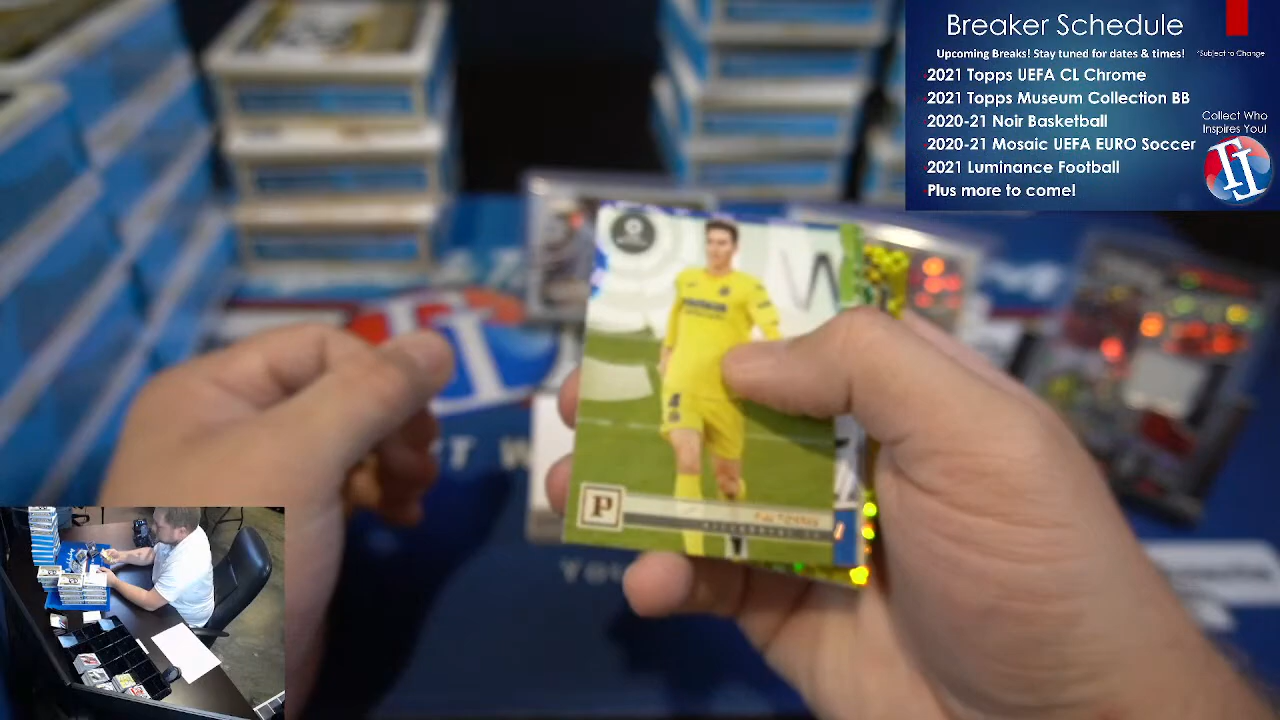 Breaker Schedule
Upcoming Breaks! Stay tuned for dates & times!
*Subject to Change
2021 Topps UEFA CL Chrome
2021 Topps Museum Collection BB
2020-21 Noir Basketball
2020-21 Mosaic UEFA EURO Soccer
2021 Luminance Football
Plus more to come!
Collect Who
Inspires You!
P
4